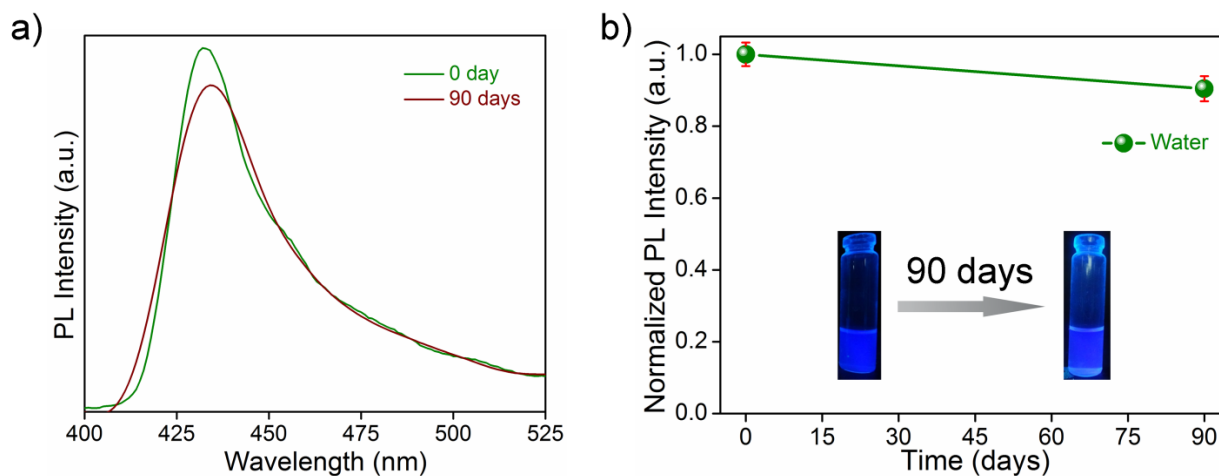 a)
PL Intensity (a.u.)
0 day
90 days
400 425 450 475 500 525
Wavelength (nm)
b)
Normalized PL Intensity (a.u.)
1.0
0.8
0.6
0.4
0.2
0.0
Water
90 days
0 15 30 45 60 75 90
Time (days)